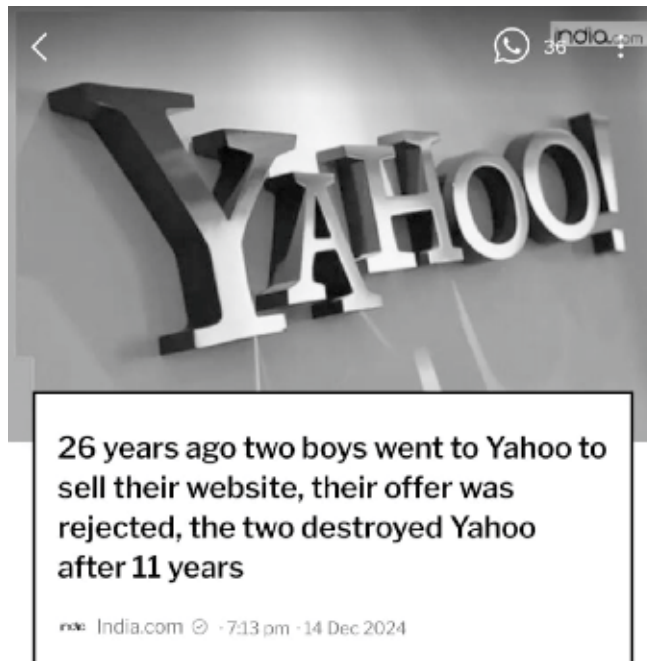 india.com
36
YAHOO!
26 years ago two boys went to Yahoo to
sell their website, their offer was
rejected, the two destroyed Yahoo
after 11 years
India.com · 7:13 pm · 14 Dec 2024